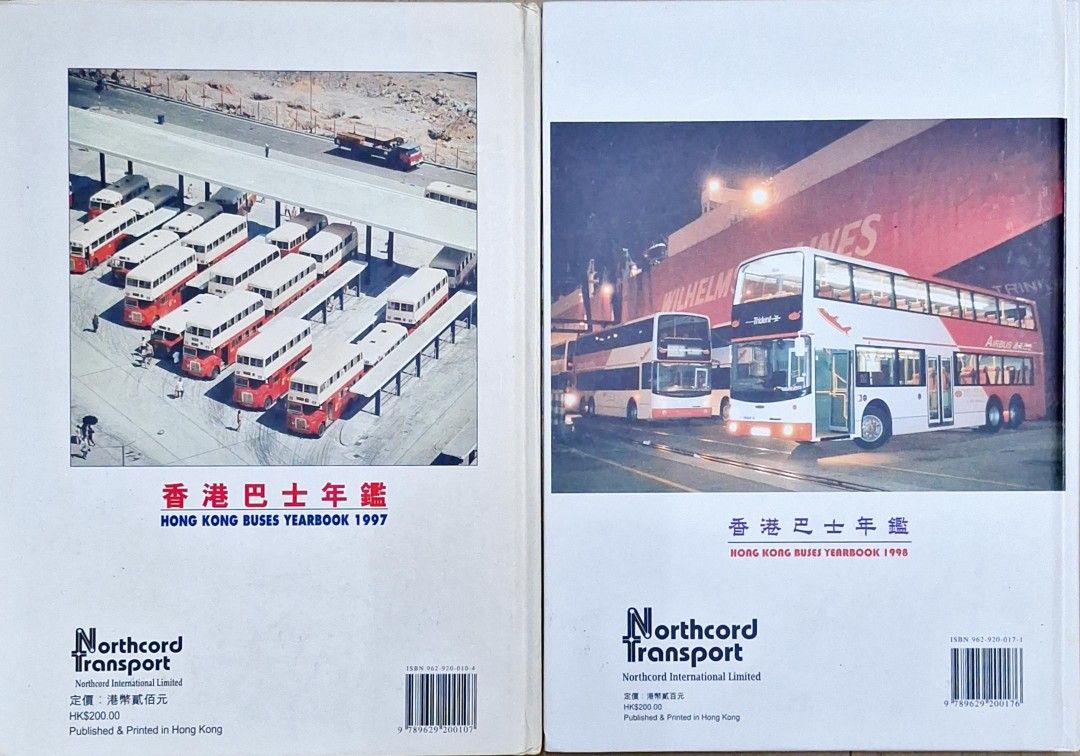 香港巴士年鑑
HONG KONG BUSES YEARBOOK 1997
Northcord
Transport
Northcord International Limited
定價：港幣貳佰元
HK$200.00
Published & Printed in Hong Kong
ISBN 962-920-010-4
9 789629 200107
WILHELM
NES
Trident
AIRBUS
香港巴士年鑑
HONG KONG BUSES YEARBOOK 1998
Northcord
Transport
Northcord International Limited
定價：港幣貳百元
HK$200.00
Published & Printed in Hong Kong
ISBN 962-920-017-1
9 789629 200176